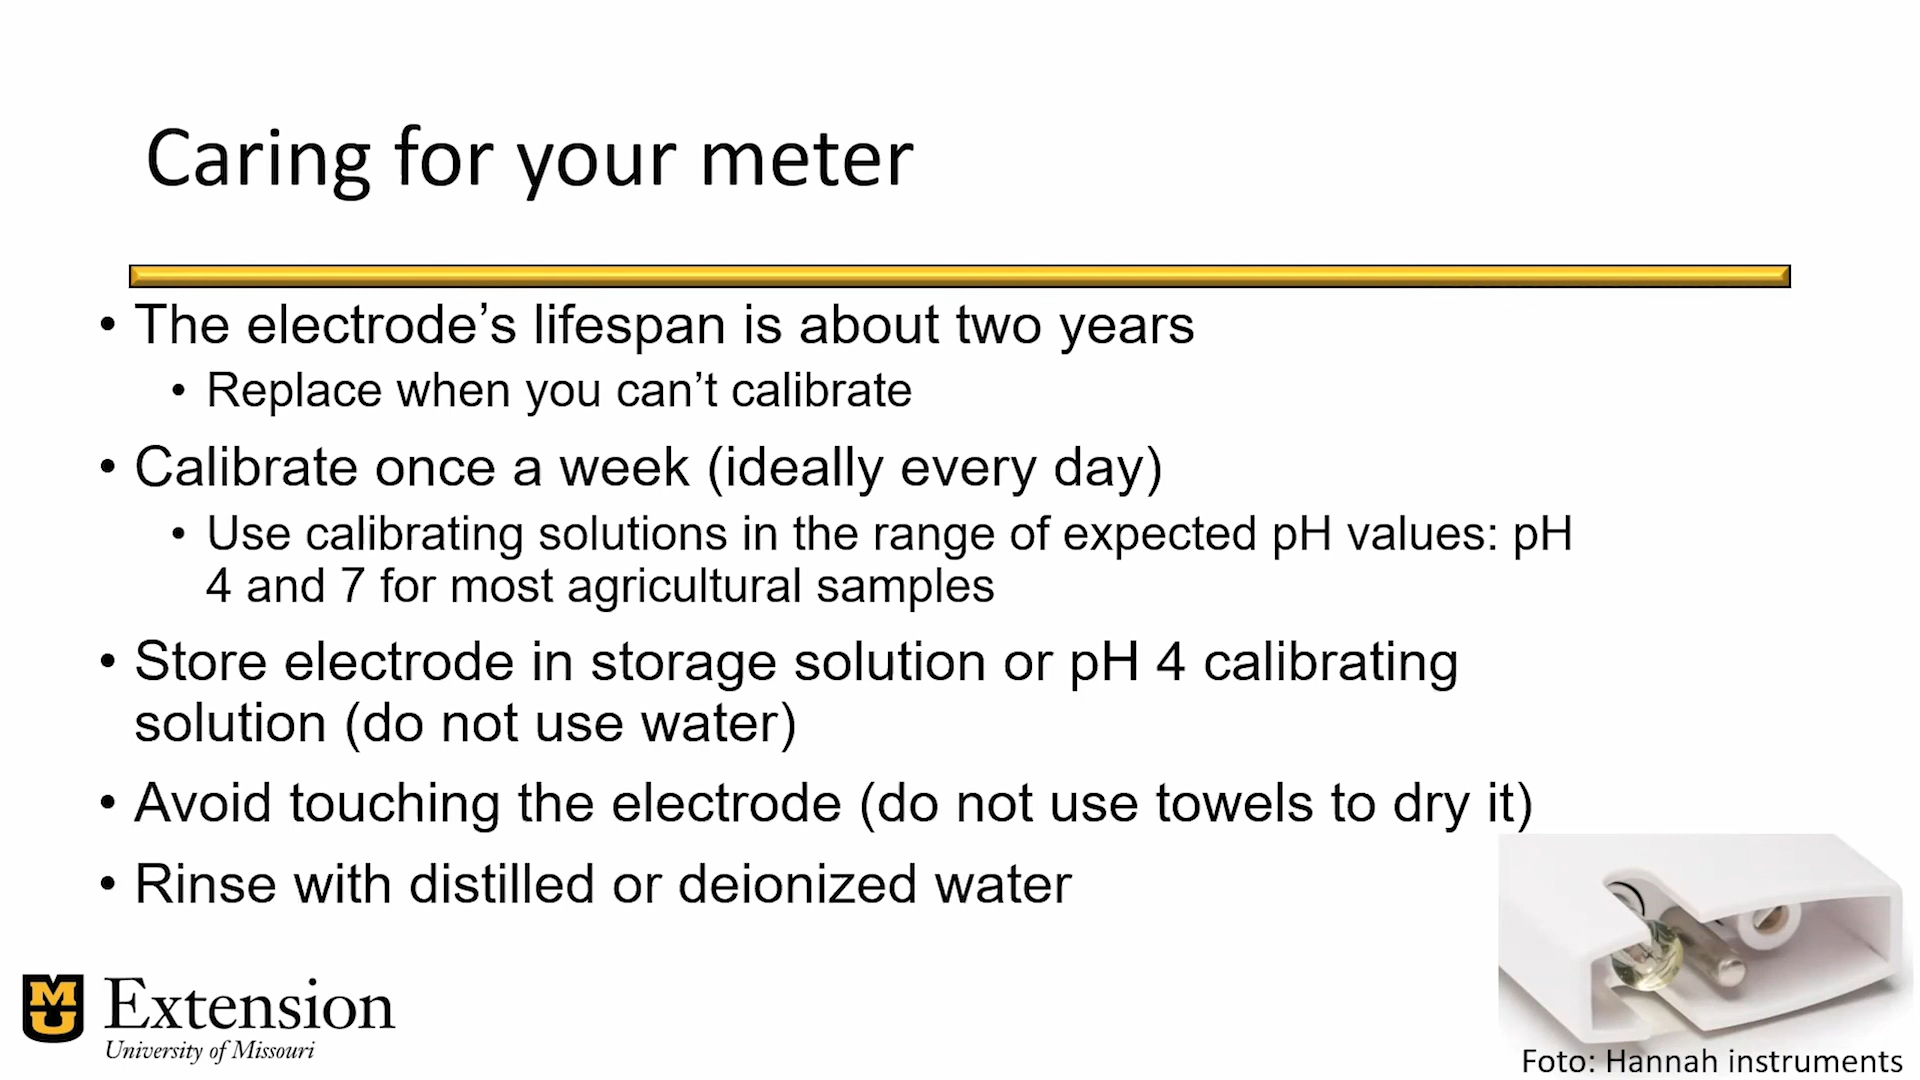 Caring for your meter
• The electrode’s lifespan is about two years
• Replace when you can’t calibrate
• Calibrate once a week (ideally every day)
• Use calibrating solutions in the range of expected pH values: pH
4 and 7 for most agricultural samples
• Store electrode in storage solution or pH 4 calibrating
solution (do not use water)
• Avoid touching the electrode (do not use towels to dry it)
• Rinse with distilled or deionized water
MU Extension
University of Missouri
Foto: Hannah instruments